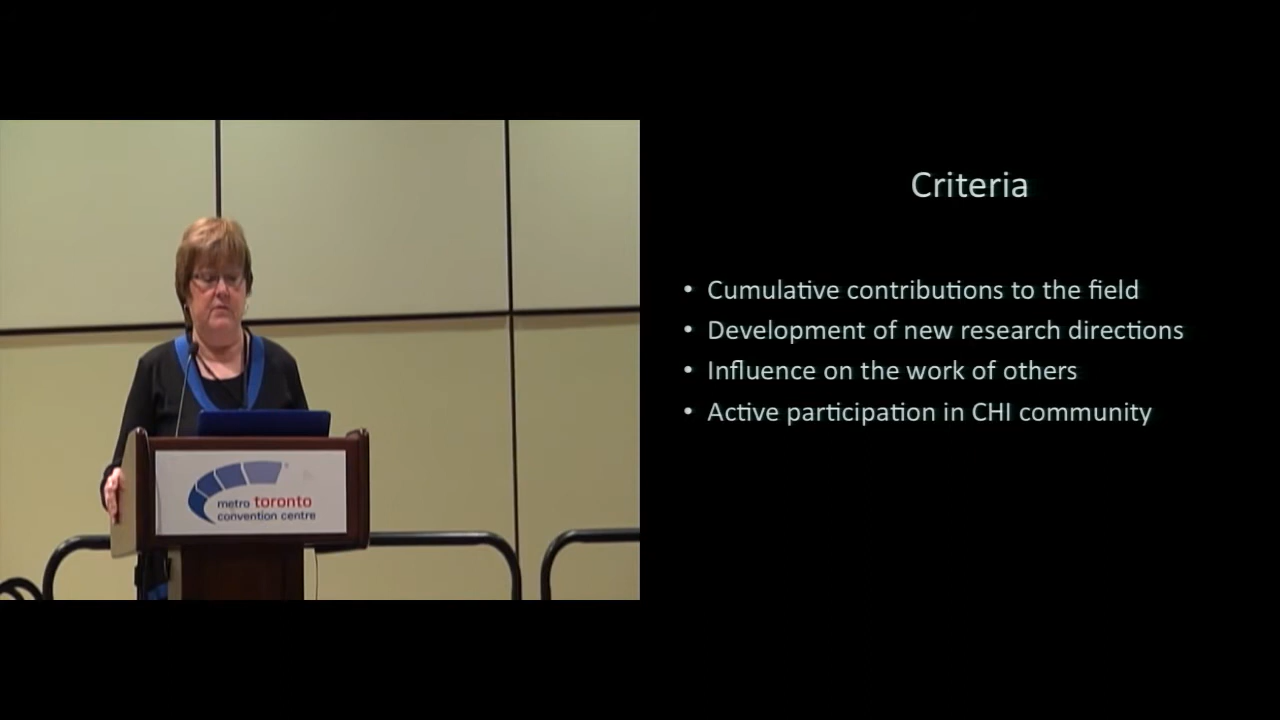 Criteria
• Cumulative contributions to the field
• Development of new research directions
• Influence on the work of others
• Active participation in CHI community
metro toronto
convention centre